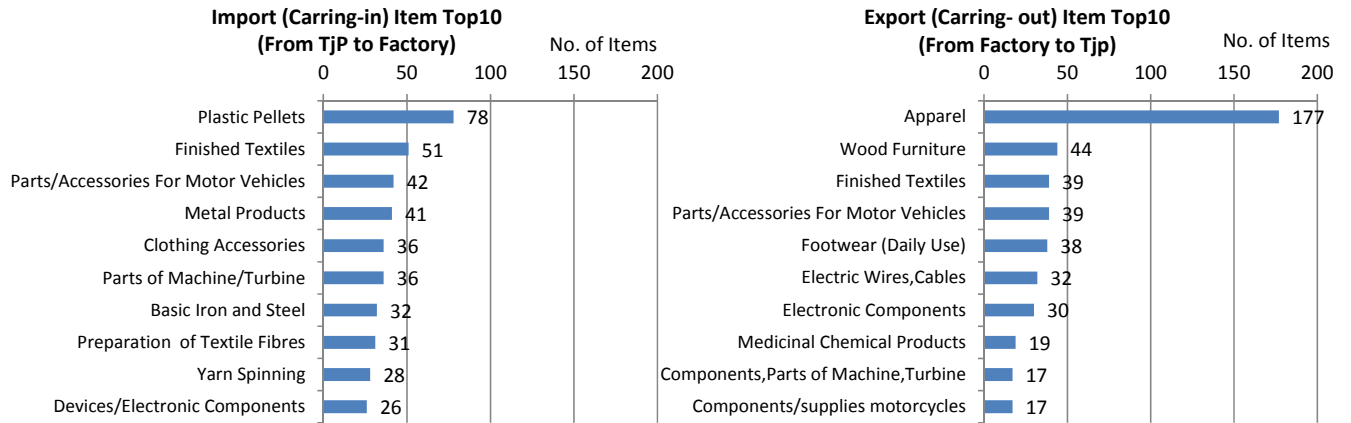 Import (Carring-in) Item Top10
(From TjP to Factory)
No. of Items
0 50 100 150 200
Plastic Pellets 78
Finished Textiles 51
Parts/Accessories For Motor Vehicles 42
Metal Products 41
Clothing Accessories 36
Parts of Machine/Turbine 36
Basic Iron and Steel 32
Preparation of Textile Fibres 31
Yarn Spinning 28
Devices/Electronic Components 26
Export (Carring- out) Item Top10
(From Factory to Tjp)
No. of Items
0 50 100 150 200
Apparel 177
Wood Furniture 44
Finished Textiles 39
Parts/Accessories For Motor Vehicles 39
Footwear (Daily Use) 38
Electric Wires,Cables 32
Electronic Components 30
Medicinal Chemical Products 19
Components,Parts of Machine,Turbine 17
Components/supplies motorcycles 17